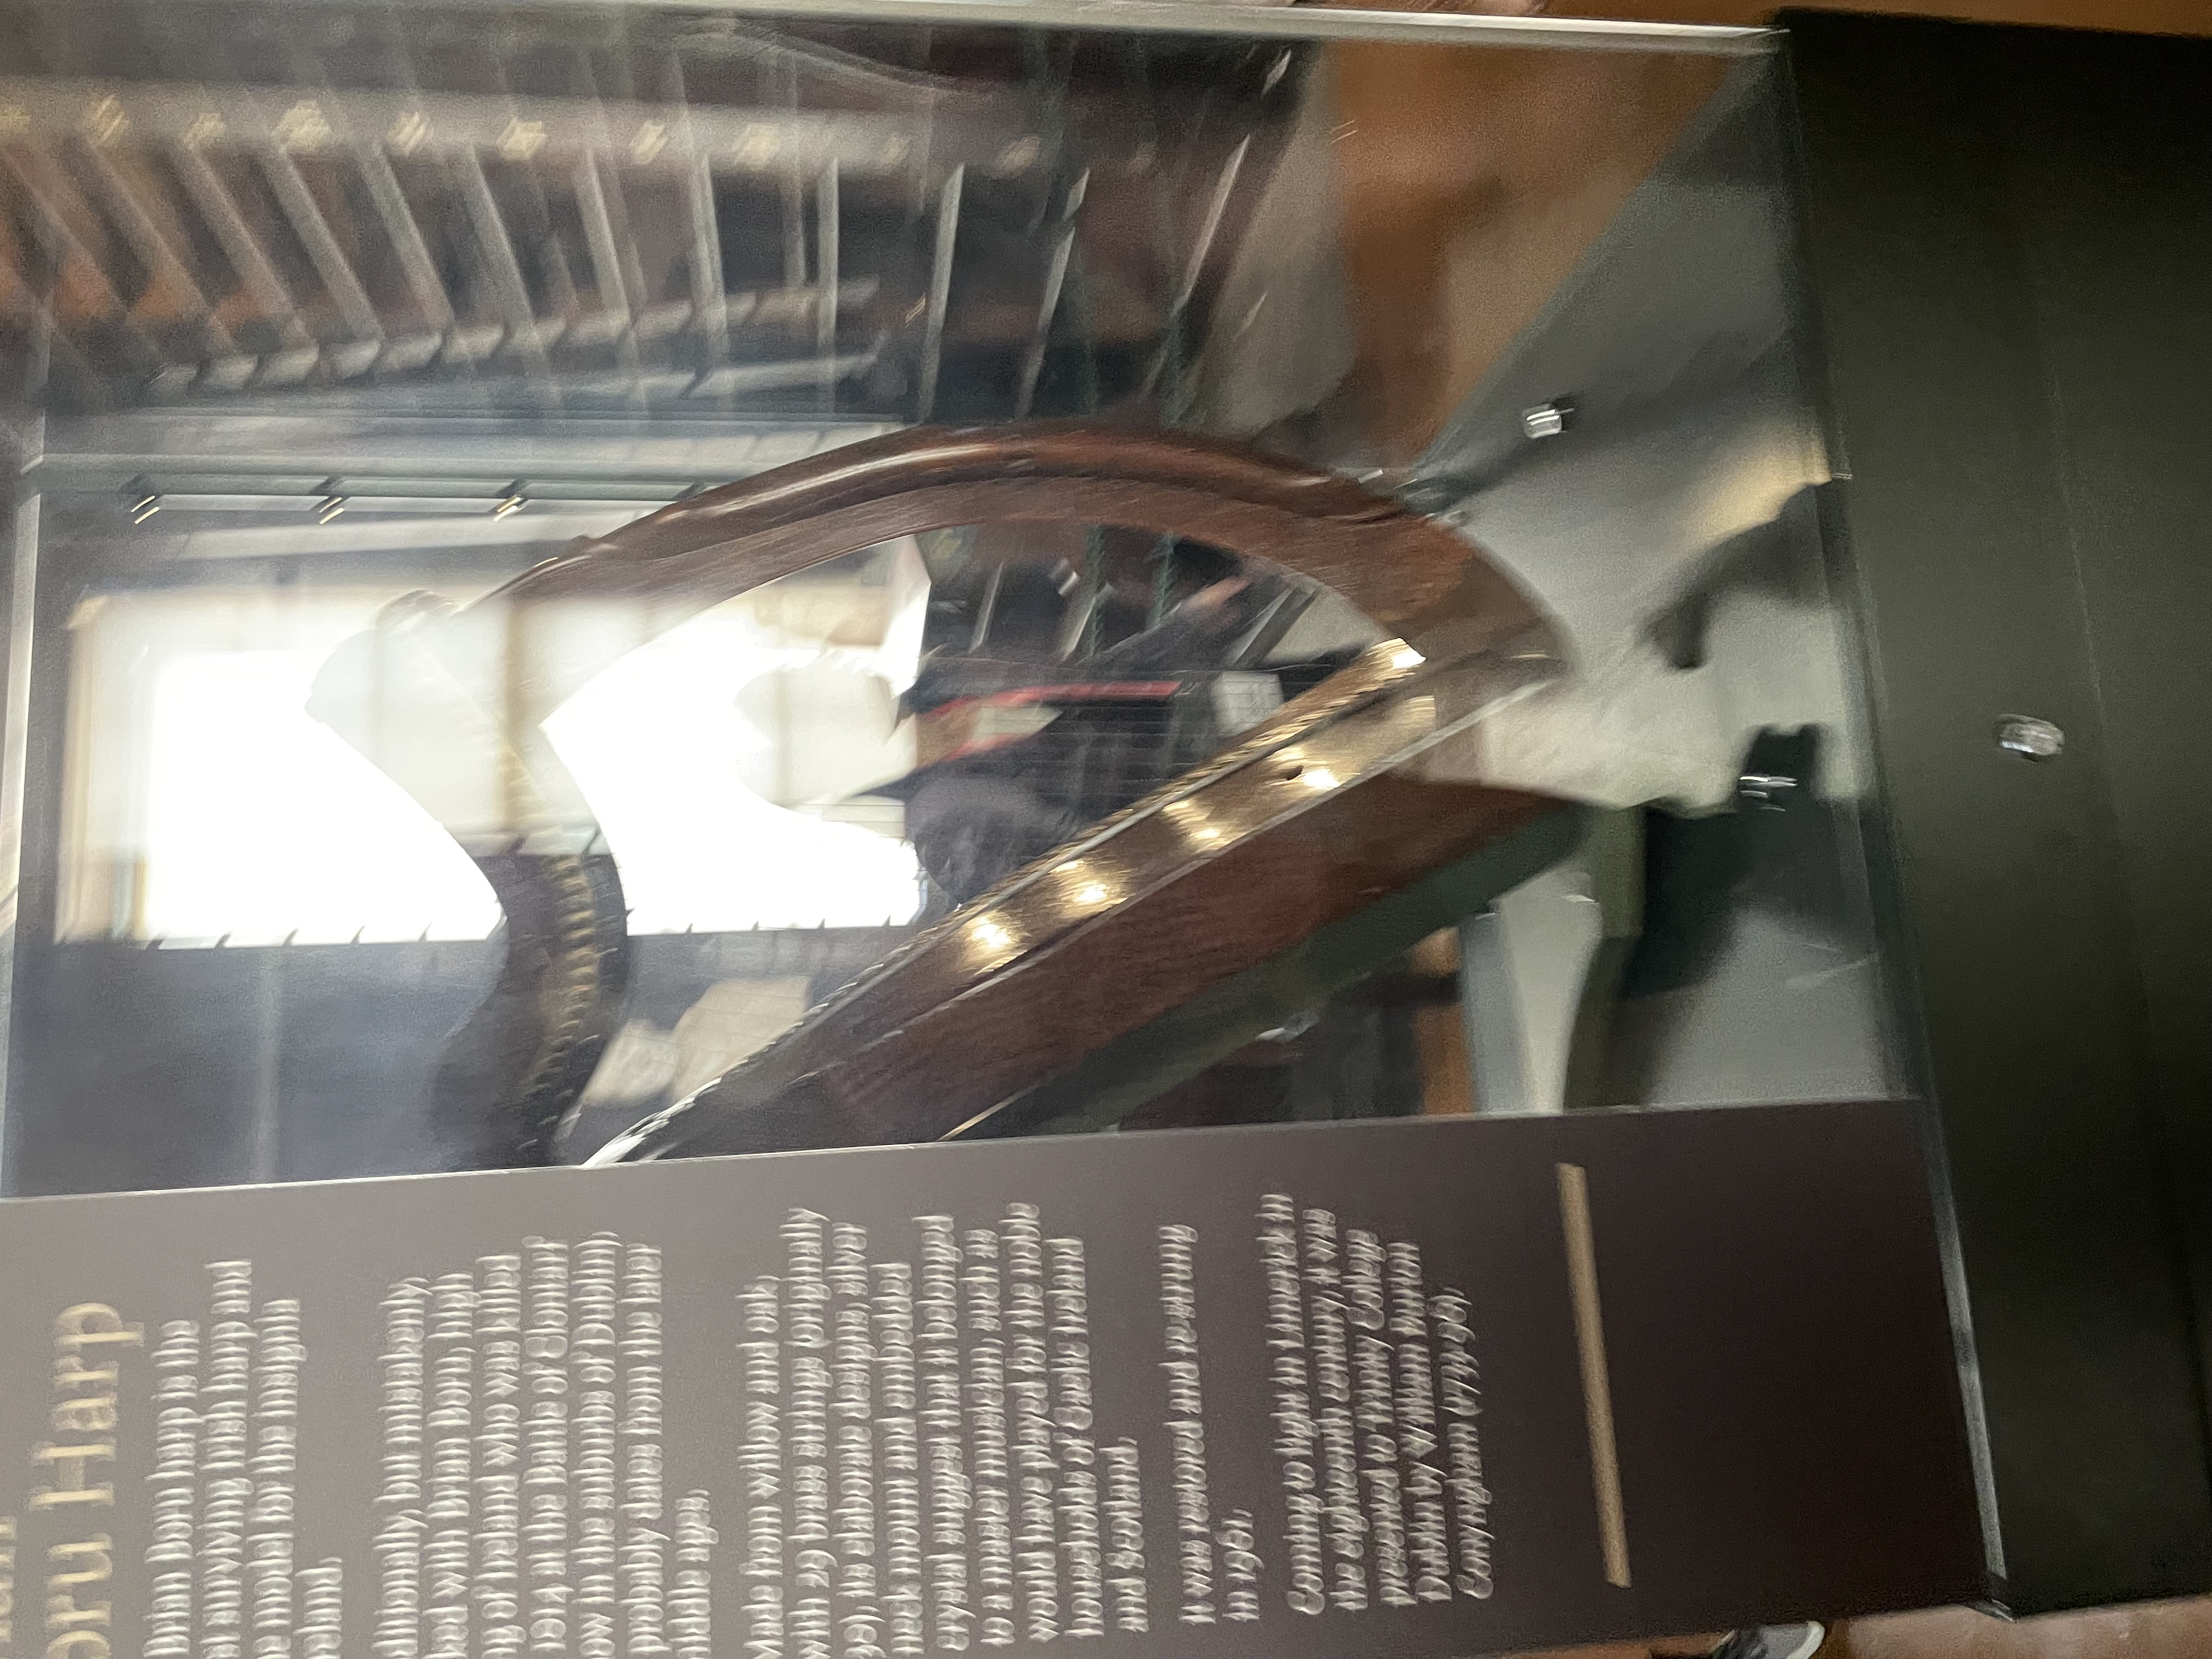 oru Harp
Brian Boru harp is the
st surviving Irish harp and
e model for the insignia
reland.
ditionally, but mistakenly,
ked with Brian Boru, high
ng of Ireland who was killed
1014 at the Battle of Clontarf
ow in the suburbs of Dublin),
probably dates from the later
iddle ages.
Made from willow and oak,
with 29 brass strings (originally
30), its elaborate designs, silver
neck mount and embedded
crystal suggest that it belonged
to a master musician, such as
would have played for the noble
households of Gaelic Ireland
and Scotland.
It was restored and re-strung
in 1961.
Coming to light in Limerick in
the eighteenth century, it was
presented to Trinity College
Dublin by William Burton
Conyngham (1733-96).